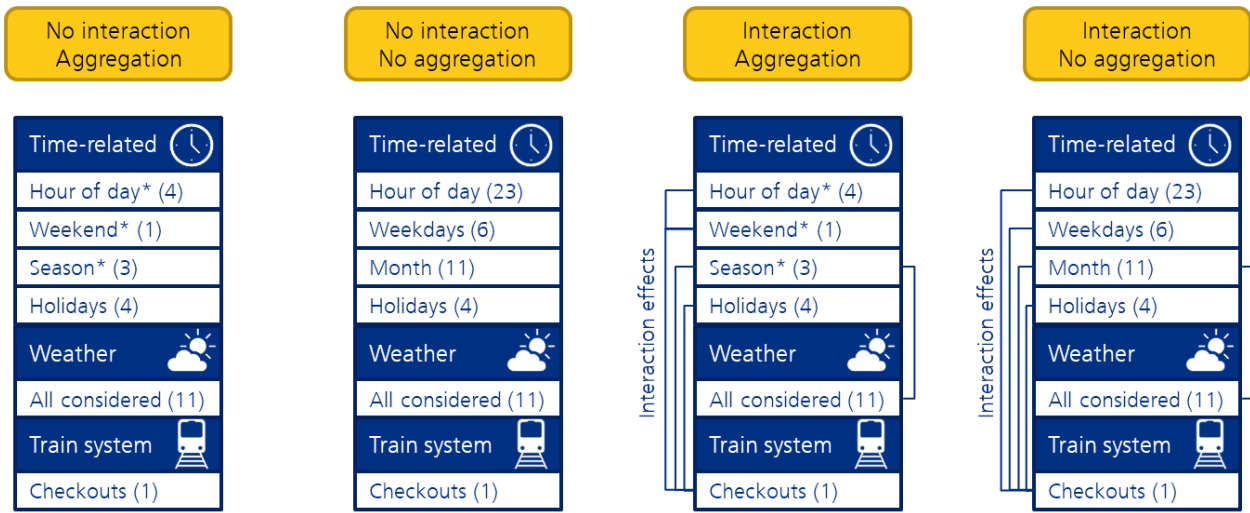 No interaction
Aggregation
Time-related
Hour of day* (4)
Weekend* (1)
Season* (3)
Holidays (4)
Weather
All considered (11)
Train system
Checkouts (1)
No interaction
No aggregation
Time-related
Hour of day (23)
Weekdays (6)
Month (11)
Holidays (4)
Weather
All considered (11)
Train system
Checkouts (1)
Interaction
Aggregation
Interaction effects
Time-related
Hour of day* (4)
Weekend* (1)
Season* (3)
Holidays (4)
Weather
All considered (11)
Train system
Checkouts (1)
Interaction
No aggregation
Interaction effects
Time-related
Hour of day (23)
Weekdays (6)
Month (11)
Holidays (4)
Weather
All considered (11)
Train system
Checkouts (1)